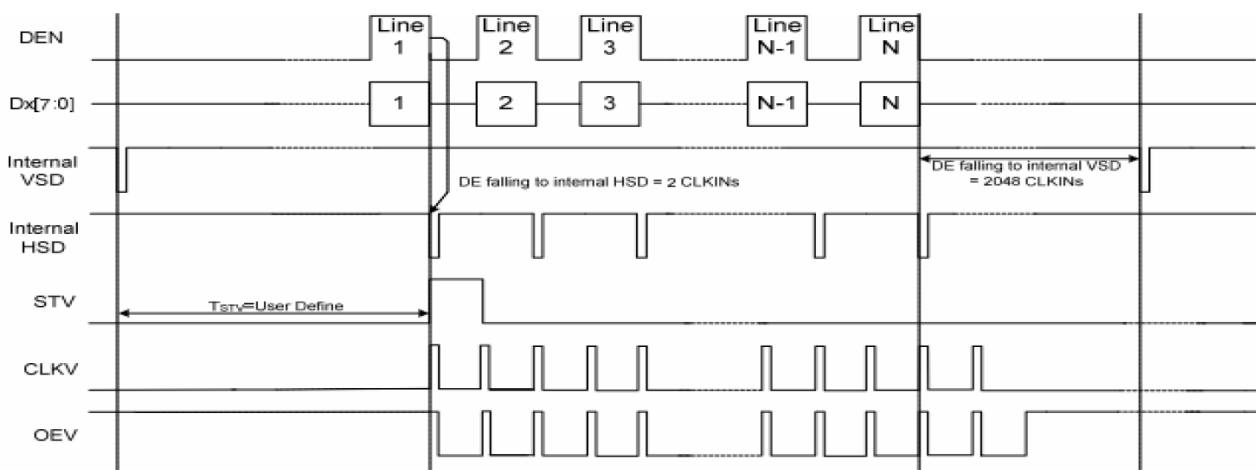 DEN
Line
1
Line
2
Line
3
Line
N-1
Line
N
Dx[7:0]
1
2
3
N-1
N
Internal
VSD
DE falling to internal HSD = 2 CLKINs
DE falling to internal VSD
= 2048 CLKINs
Internal
HSD
STV
TSTV=User Define
CLKV
OEV